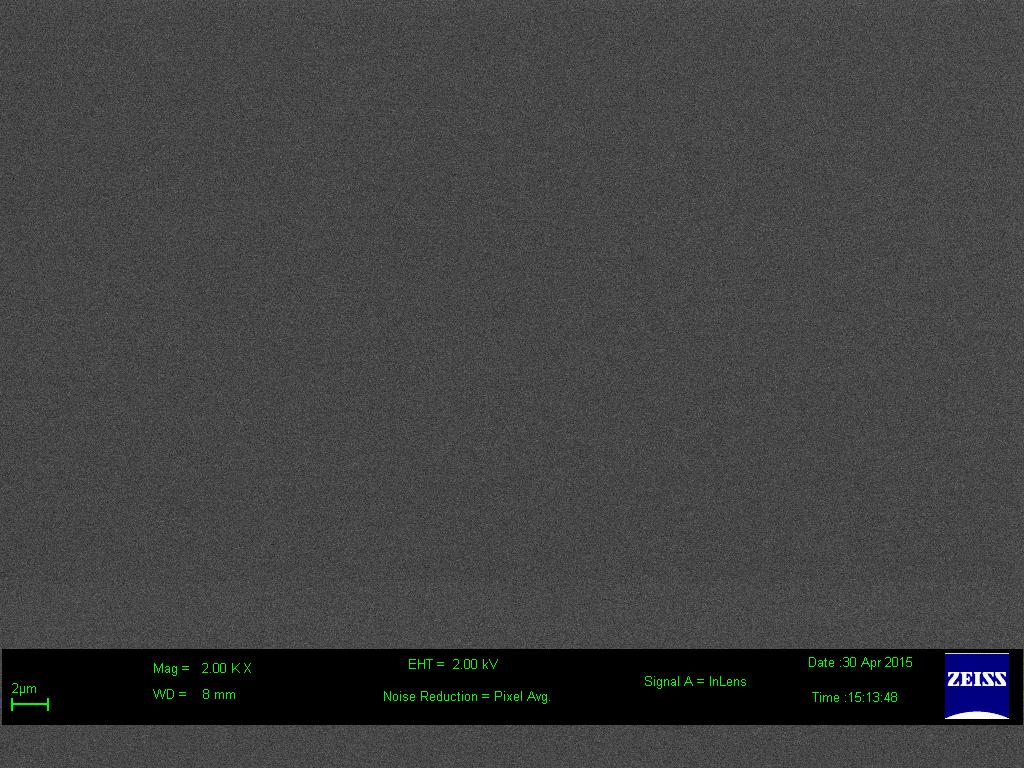 2µm
Mag = 2.00 K X
WD = 8 mm
EHT = 2.00 kV
Noise Reduction = Pixel Avg.
Signal A = InLens
Date :30 Apr 2015
Time :15:13:48
ZEISS